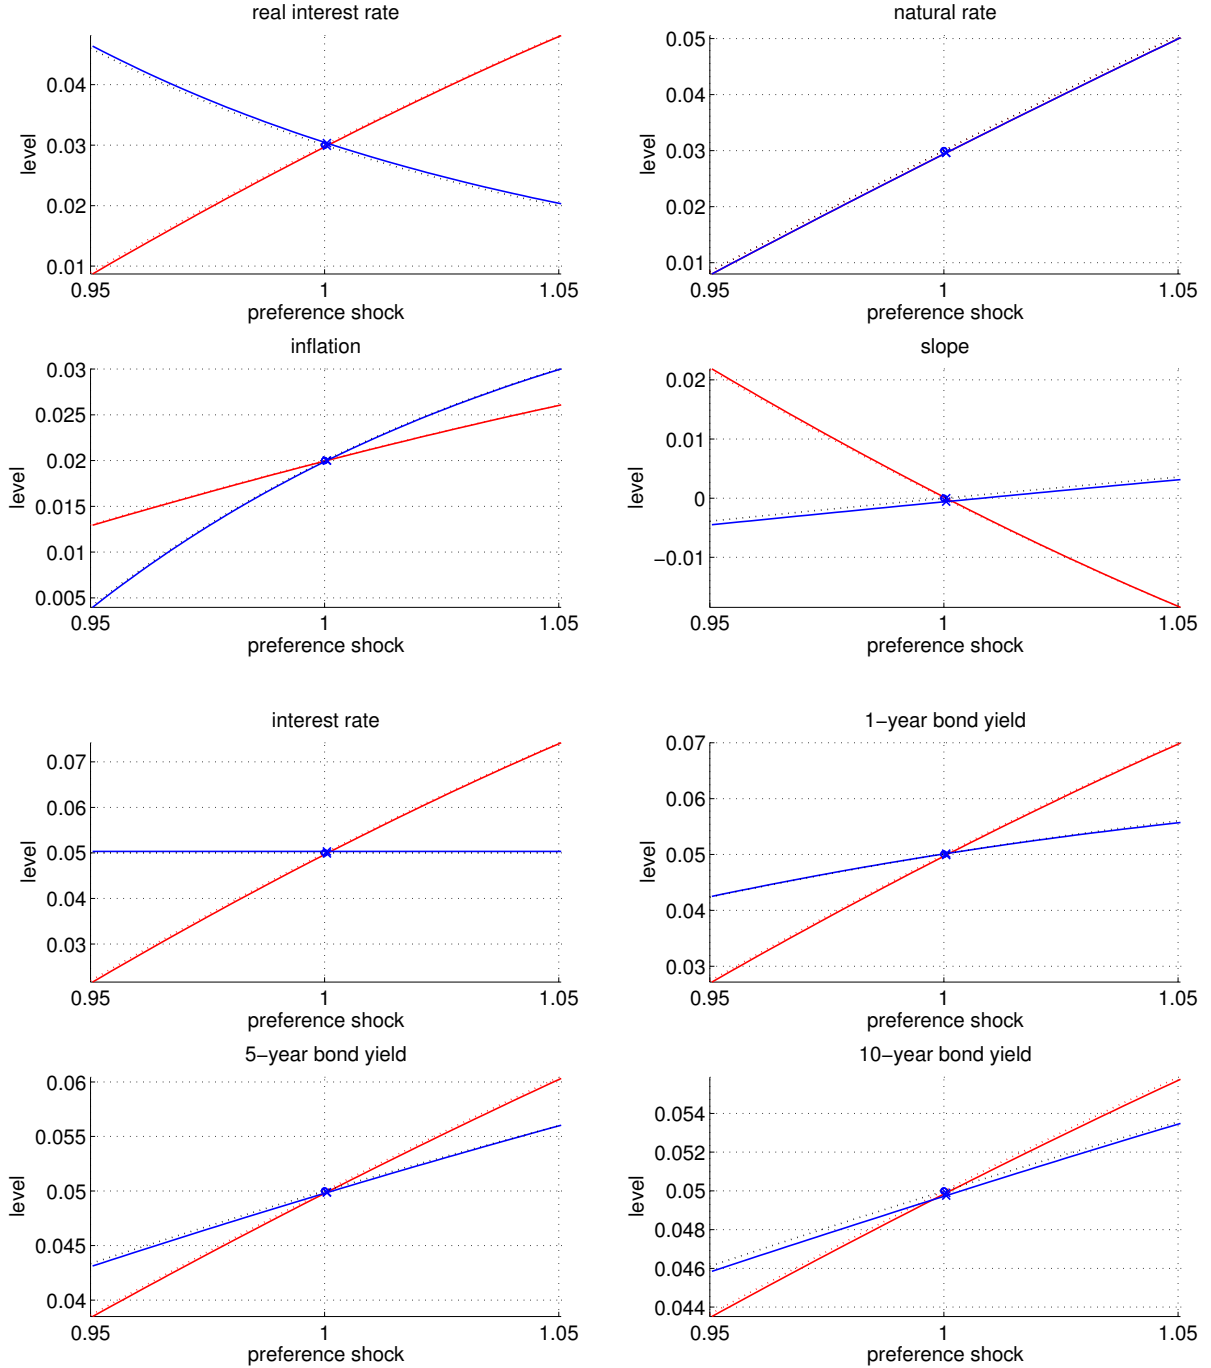 real interest rate
0.04
0.03
0.02
0.01
level
0.95
1
1.05
preference shock
natural rate
0.05
0.04
0.03
0.02
0.01
level
0.95
1
1.05
preference shock
inflation
0.03
0.025
0.02
0.015
0.01
0.005
level
0.95
1
1.05
preference shock
slope
0.02
0.01
0
−0.01
level
0.95
1
1.05
preference shock
interest rate
0.07
0.06
0.05
0.04
0.03
level
0.95
1
1.05
preference shock
1−year bond yield
0.07
0.06
0.05
0.04
0.03
level
0.95
1
1.05
preference shock
5−year bond yield
0.06
0.055
0.05
0.045
0.04
level
0.95
1
1.05
preference shock
10−year bond yield
0.054
0.052
0.05
0.048
0.046
0.044
level
0.95
1
1.05
preference shock